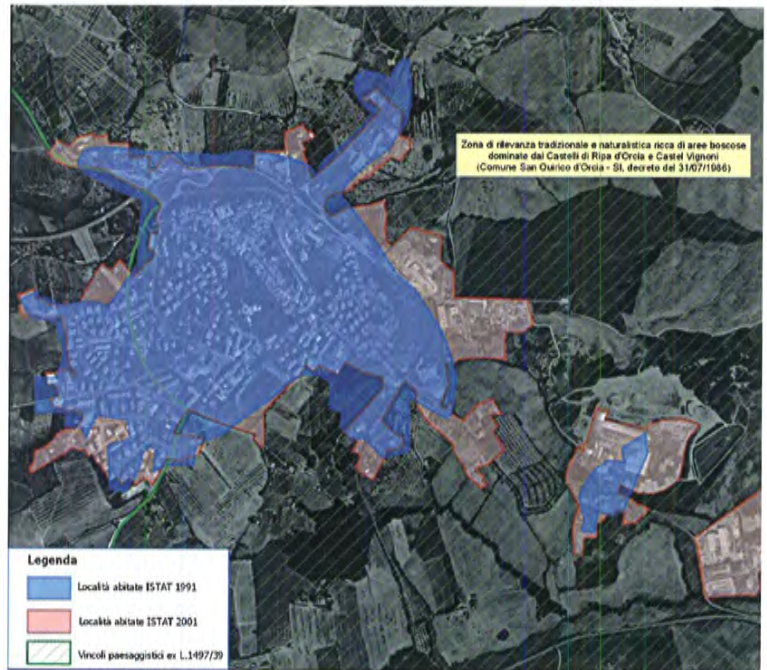 Zona di rilevanza tradizionale e naturalistica ricca di aree boscose
dominate dai Castelli di Ripa d'Orcia e Castel Vignoni
(Comune San Quirico d'Orcia - SI, decreto del 31/07/1986)
Legenda
Località abitate ISTAT 1991
Località abitate ISTAT 2001
Vincoli paesaggistici ex L.1497/39